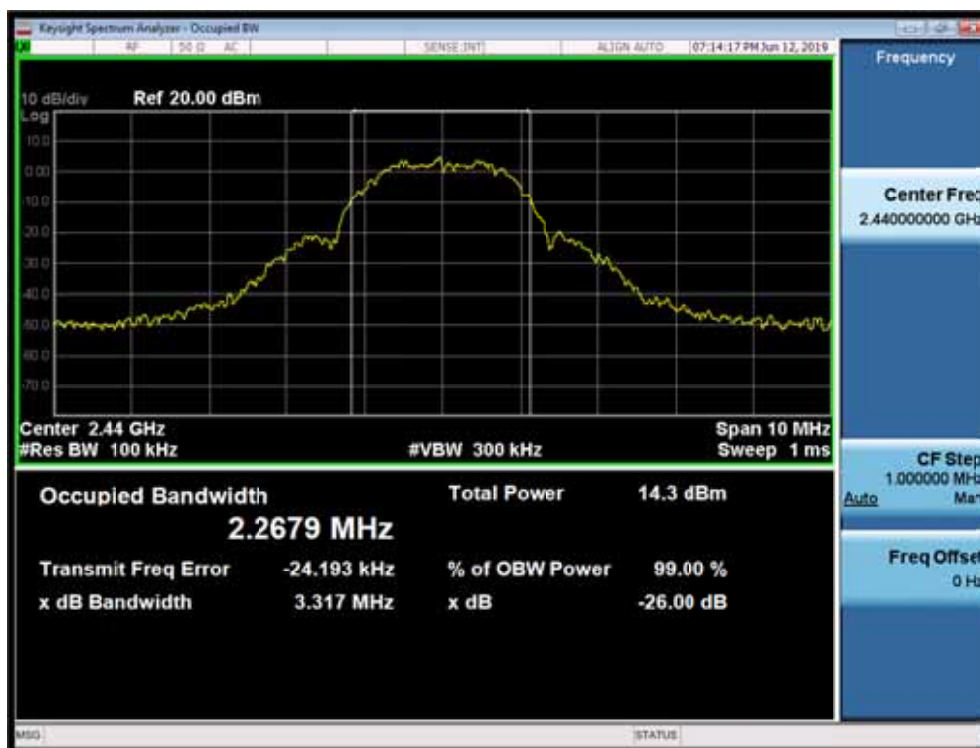 Keysight Spectrum Analyzer - Occupied BW
RF 50 Ω AC SENSE:INT ALIGN AUTO 07:14:17 PM Jun 12, 2019
Frequency
10 dB/div Ref 20.00 dBm
Log
10.0
0.00
-10.0
-20.0
-30.0
-40.0
-50.0
-60.0
-70.0
Center Freq
2.440000000 GHz
Center 2.44 GHz Span 10 MHz
#Res BW 100 kHz #VBW 300 kHz Sweep 1 ms
CF Step
1.000000 MHz
Auto Man
Occupied Bandwidth Total Power 14.3 dBm
2.2679 MHz
Transmit Freq Error -24.193 kHz % of OBW Power 99.00 %
x dB Bandwidth 3.317 MHz x dB -26.00 dB
Freq Offset
0 Hz
MSG STATUS